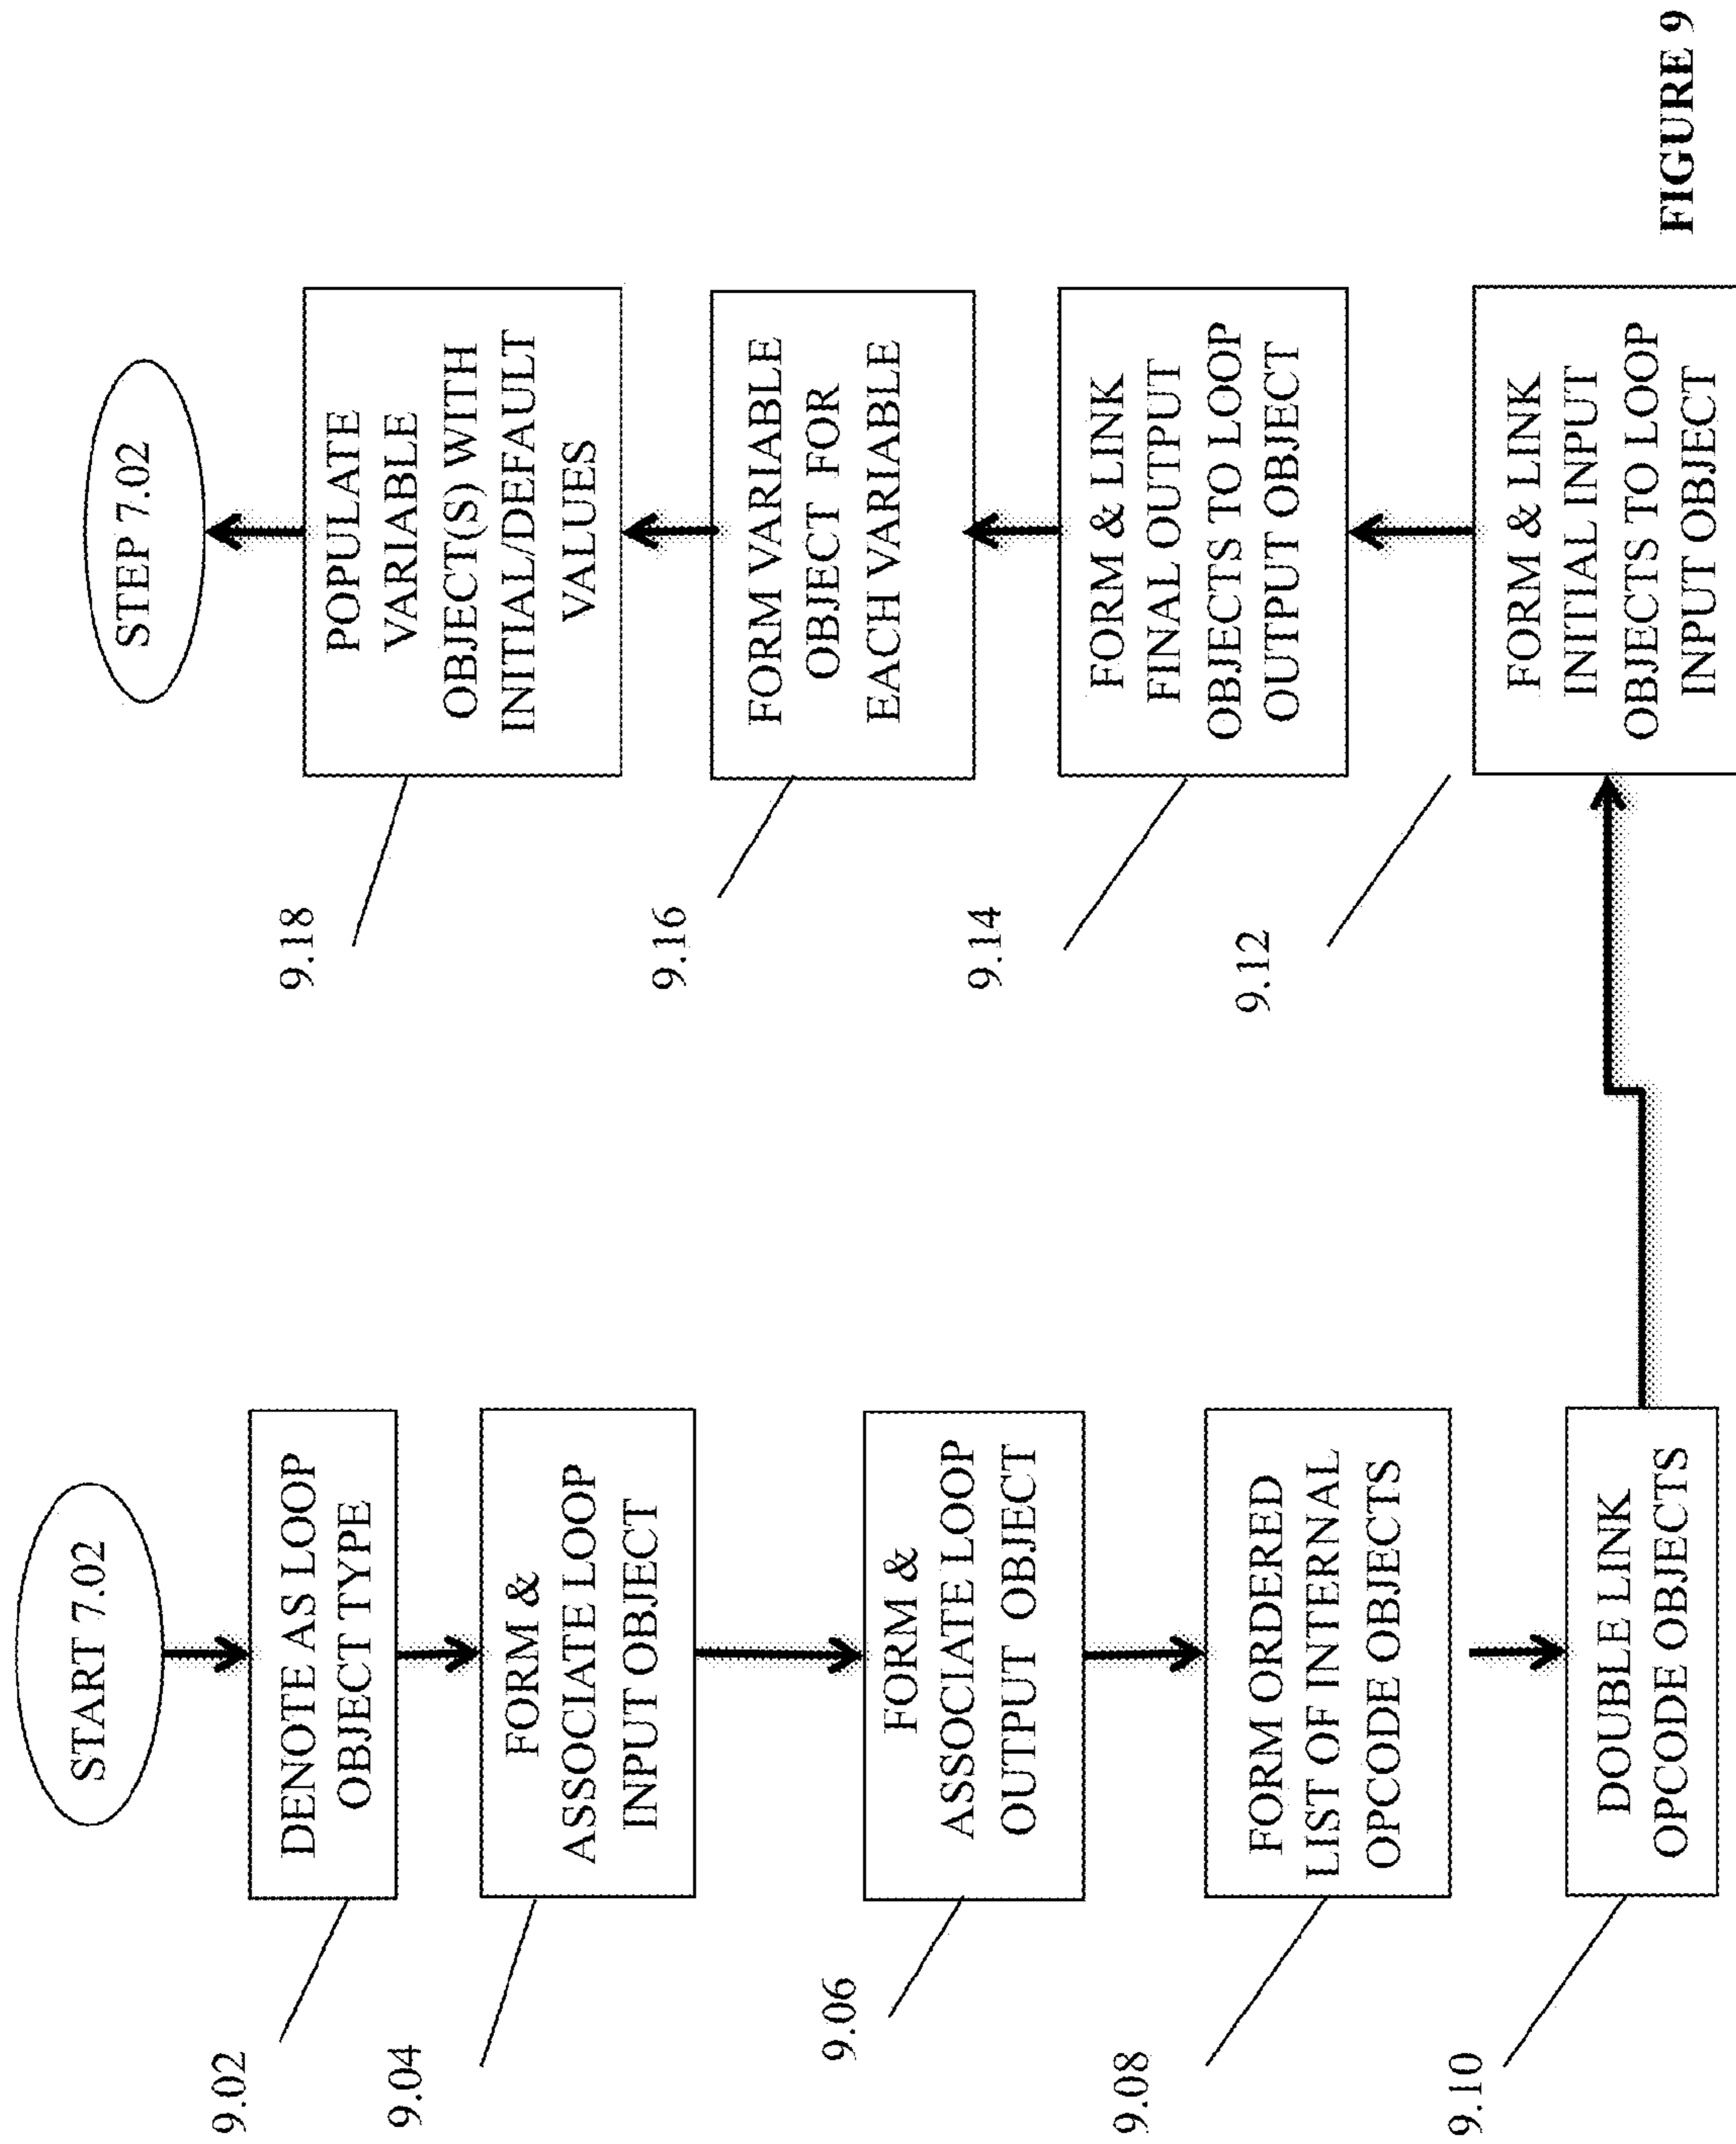 START 7.02
9.02
DENOTE AS LOOP
OBJECT TYPE
9.04
FORM &
ASSOCIATE LOOP
INPUT OBJECT
9.06
FORM &
ASSOCIATE LOOP
OUTPUT OBJECT
9.08
FORM ORDERED
LIST OF INTERNAL
OPCODE OBJECTS
9.10
DOUBLE LINK
OPCODE OBJECTS
STEP 7.02
9.18
POPULATE
VARIABLE
OBJECT(S) WITH
INITIAL/DEFAULT
VALUES
9.16
FORM VARIABLE
OBJECT FOR
EACH VARIABLE
9.14
FORM & LINK
FINAL OUTPUT
OBJECTS TO LOOP
OUTPUT OBJECT
9.12
FORM & LINK
INITIAL INPUT
OBJECTS TO LOOP
INPUT OBJECT
FIGURE 9